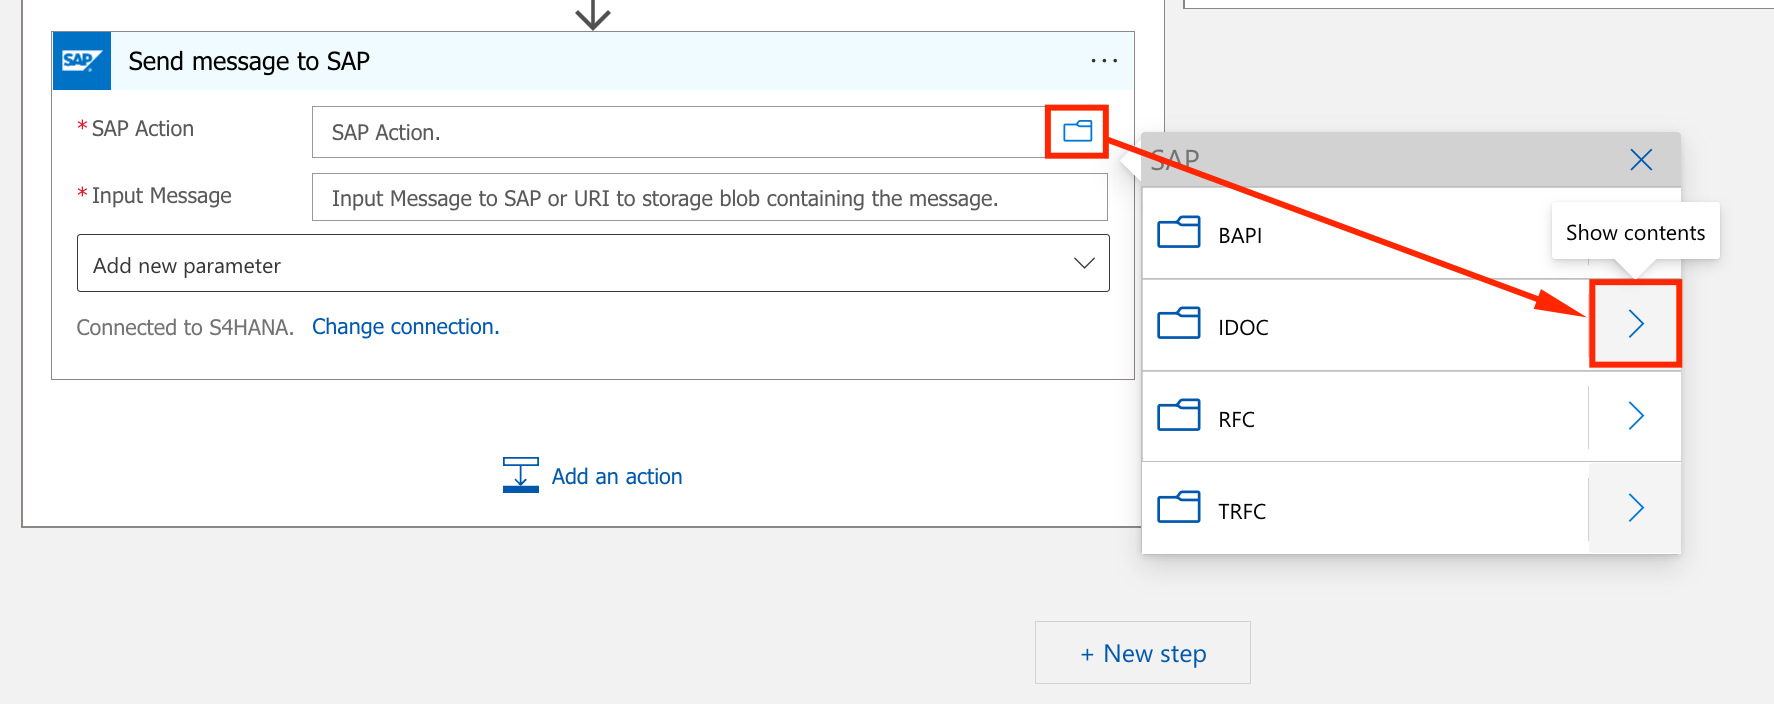 SAP
Send message to SAP
* SAP Action
SAP Action.
* Input Message
Input Message to SAP or URI to storage blob containing the message.
Add new parameter
Connected to S4HANA. Change connection.
Add an action
SAP
BAPI
Show contents
IDOC
RFC
TRFC
+ New step